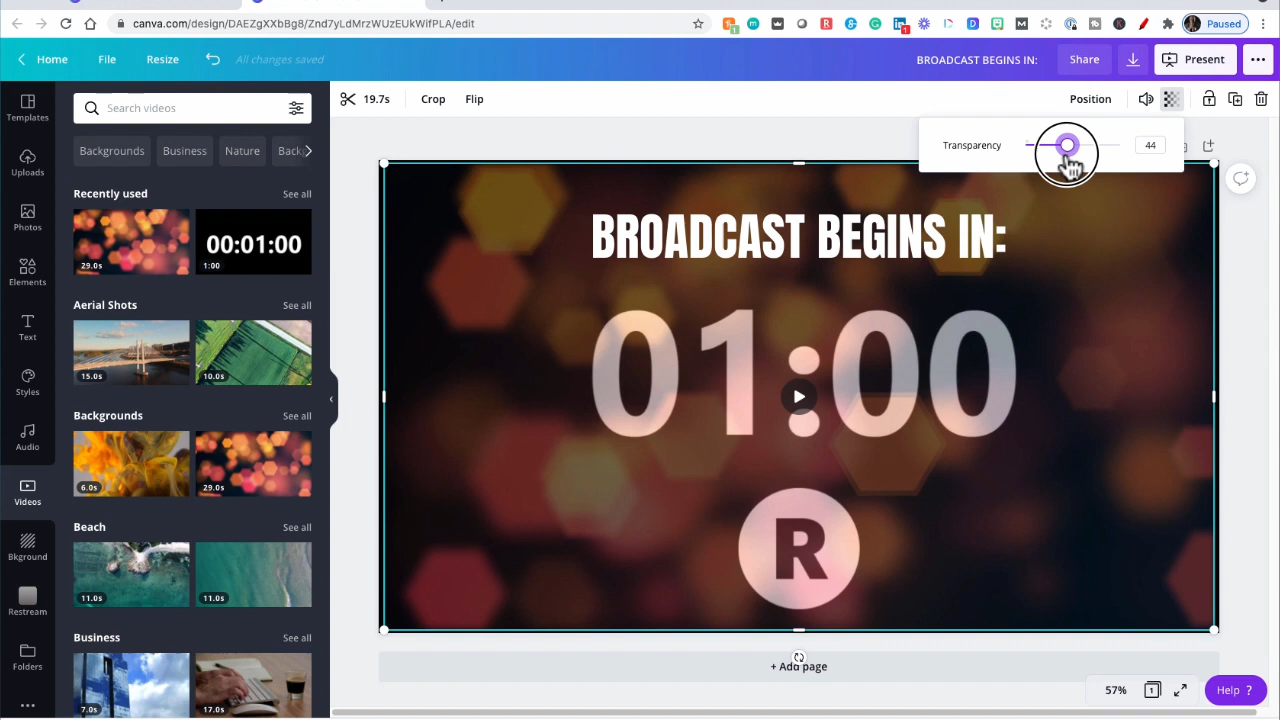 canva.com/design/DAEZgXXbBg8/Znd7yLdMrzWUzEUkWifPLA/edit
Paused
Home
File
Resize
All changes saved
BROADCAST BEGINS IN:
Share
Present
Templates
Uploads
Photos
Elements
Text
Styles
Audio
Videos
Bkground
Restream
Folders
Search videos
Backgrounds
Business
Nature
Recently used
See all
29.0s
00:01:00
1:00
Aerial Shots
See all
15.0s
10.0s
Backgrounds
See all
6.0s
29.0s
Beach
See all
11.0s
11.0s
Business
See all
7.0s
17.0s
19.7s
Crop
Flip
Position
Transparency
44
BROADCAST BEGINS IN:
01:00
R
+ Add page
57%
1
Help ?